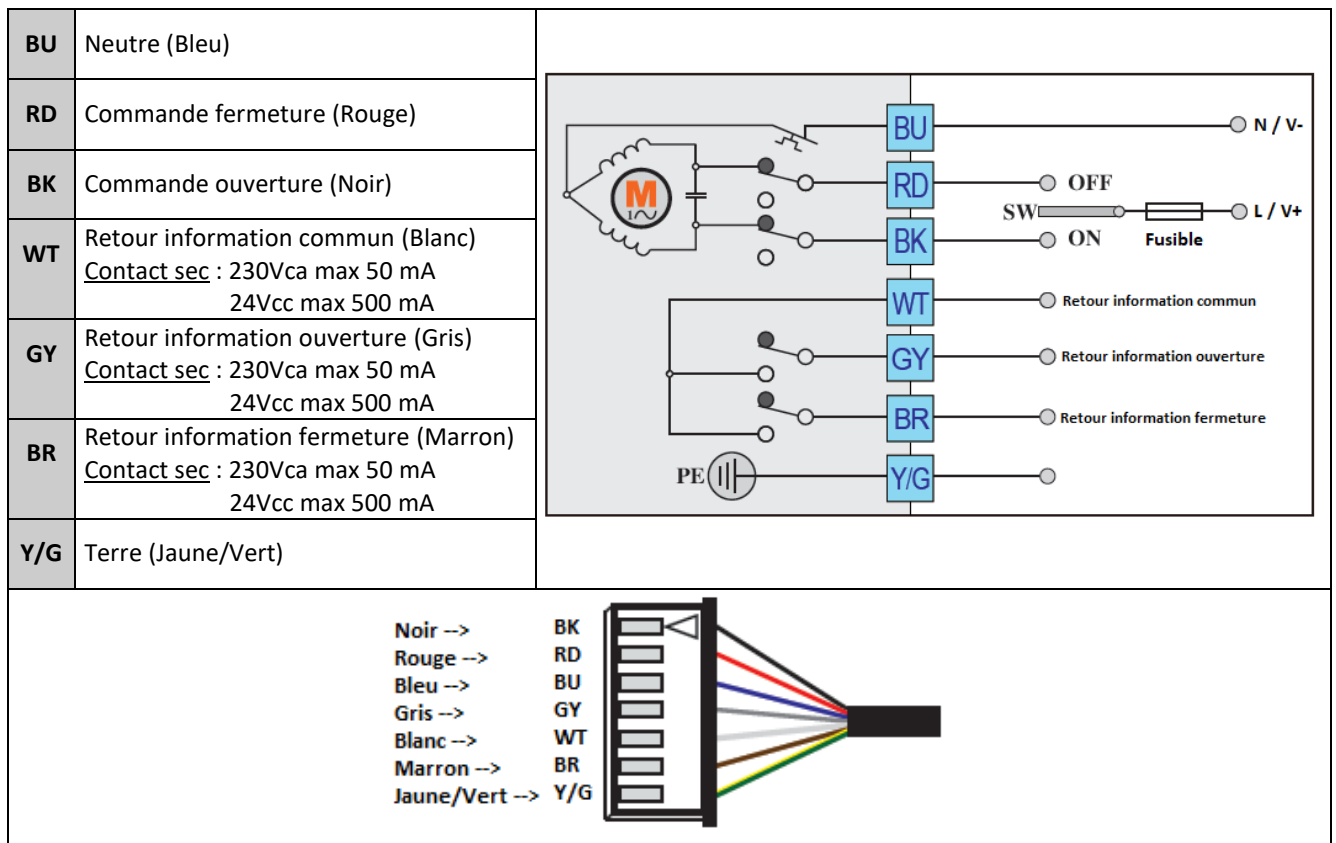 BU Neutre (Bleu)
RD Commande fermeture (Rouge)
BK Commande ouverture (Noir)
WT Retour information commun (Blanc)
Contact sec : 230Vca max 50 mA
24Vcc max 500 mA
GY Retour information ouverture (Gris)
Contact sec : 230Vca max 50 mA
24Vcc max 500 mA
BR Retour information fermeture (Marron)
Contact sec : 230Vca max 50 mA
24Vcc max 500 mA
Y/G Terre (Jaune/Vert)
BU N / V-
RD OFF
M
1
SW L / V+
BK ON Fusible
WT Retour information commun
GY Retour information ouverture
BR Retour information fermeture
PE Y/G
Noir --> BK
Rouge --> RD
Bleu --> BU
Gris --> GY
Blanc --> WT
Marron --> BR
Jaune/Vert --> Y/G